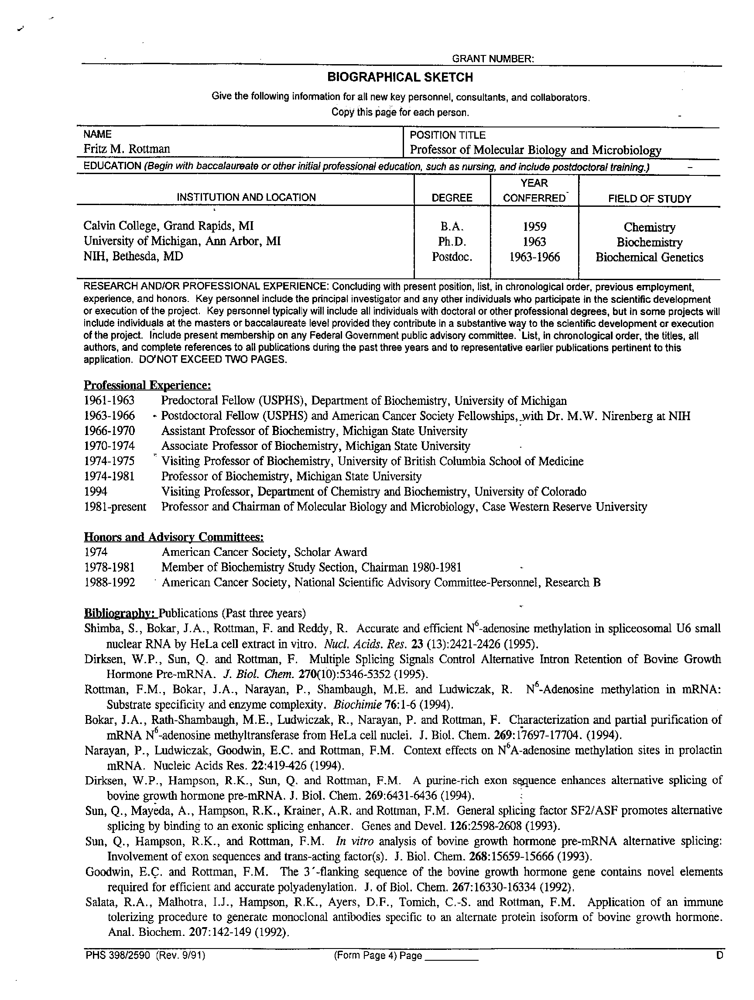 GRANT NUMBER:
BIOGRAPHICAL SKETCH
Give the following information for all new key personnel, consultants, and collaborators.
Copy this page for each person.
NAME
Fritz M. Rottman
POSITION TITLE
Professor of Molecular Biology and Microbiology
EDUCATION (Begin with baccalaureate or other initial professional education, such as nursing, and include postdoctoral training.)
INSTITUTION AND LOCATION DEGREE YEAR CONFERRED FIELD OF STUDY
Calvin College, Grand Rapids, MI B.A. 1959 Chemistry
University of Michigan, Ann Arbor, MI Ph.D. 1963 Biochemistry
NIH, Bethesda, MD Postdoc. 1963-1966 Biochemical Genetics
RESEARCH AND/OR PROFESSIONAL EXPERIENCE: Concluding with present position, list, in chronological order, previous employment,
experience, and honors. Key personnel include the principal investigator and any other individuals who participate in the scientific development
or execution of the project. Key personnel typically will include all individuals with doctoral or other professional degrees, but in some projects will
include individuals at the masters or baccalaureate level provided they contribute in a substantive way to the scientific development or execution
of the project. Include present membership on any Federal Government public advisory committee. List, in chronological order, the titles, all
authors, and complete references to all publications during the past three years and to representative earlier publications pertinent to this
application. DO NOT EXCEED TWO PAGES.
Professional Experience:
1961-1963 Predoctoral Fellow (USPHS), Department of Biochemistry, University of Michigan
1963-1966 Postdoctoral Fellow (USPHS) and American Cancer Society Fellowships, with Dr. M.W. Nirenberg at NIH
1966-1970 Assistant Professor of Biochemistry, Michigan State University
1970-1974 Associate Professor of Biochemistry, Michigan State University
1974-1975 Visiting Professor of Biochemistry, University of British Columbia School of Medicine
1974-1981 Professor of Biochemistry, Michigan State University
1994 Visiting Professor, Department of Chemistry and Biochemistry, University of Colorado
1981-present Professor and Chairman of Molecular Biology and Microbiology, Case Western Reserve University
Honors and Advisory Committees:
1974 American Cancer Society, Scholar Award
1978-1981 Member of Biochemistry Study Section, Chairman 1980-1981
1988-1992 American Cancer Society, National Scientific Advisory Committee-Personnel, Research B
Bibliography: Publications (Past three years)
Shimba, S., Bokar, J.A., Rottman, F. and Reddy, R. Accurate and efficient N⁶-adenosine methylation in spliceosomal U6 small
nuclear RNA by HeLa cell extract in vitro. Nucl. Acids. Res. 23 (13):2421-2426 (1995).
Dirksen, W.P., Sun, Q. and Rottman, F. Multiple Splicing Signals Control Alternative Intron Retention of Bovine Growth
Hormone Pre-mRNA. J. Biol. Chem. 270(10):5346-5352 (1995).
Rottman, F.M., Bokar, J.A., Narayan, P., Shambaugh, M.E. and Ludwiczak, R. N⁶-Adenosine methylation in mRNA:
Substrate specificity and enzyme complexity. Biochimie 76:1-6 (1994).
Bokar, J.A., Rath-Shambaugh, M.E., Ludwiczak, R., Narayan, P. and Rottman, F. Characterization and partial purification of
mRNA N⁶-adenosine methyltransferase from HeLa cell nuclei. J. Biol. Chem. 269:17697-17704. (1994).
Narayan, P., Ludwiczak, Goodwin, E.C. and Rottman, F.M. Context effects on N⁶A-adenosine methylation sites in prolactin
mRNA. Nucleic Acids Res. 22:419-426 (1994).
Dirksen, W.P., Hampson, R.K., Sun, Q. and Rottman, F.M. A purine-rich exon sequence enhances alternative splicing of
bovine growth hormone pre-mRNA. J. Biol. Chem. 269:6431-6436 (1994).
Sun, Q., Mayeda, A., Hampson, R.K., Krainer, A.R. and Rottman, F.M. General splicing factor SF2/ASF promotes alternative
splicing by binding to an exonic splicing enhancer. Genes and Devel. 126:2598-2608 (1993).
Sun, Q., Hampson, R.K., and Rottman, F.M. In vitro analysis of bovine growth hormone pre-mRNA alternative splicing:
Involvement of exon sequences and trans-acting factor(s). J. Biol. Chem. 268:15659-15666 (1993).
Goodwin, E.C. and Rottman, F.M. The 3´-flanking sequence of the bovine growth hormone gene contains novel elements
required for efficient and accurate polyadenylation. J. of Biol. Chem. 267:16330-16334 (1992).
Salata, R.A., Malhotra, I.J., Hampson, R.K., Ayers, D.F., Tomich, C.-S. and Rottman, F.M. Application of an immune
tolerizing procedure to generate monoclonal antibodies specific to an alternate protein isoform of bovine growth hormone.
Anal. Biochem. 207:142-149 (1992).
PHS 398/2590 (Rev. 9/91) (Form Page 4) Page D